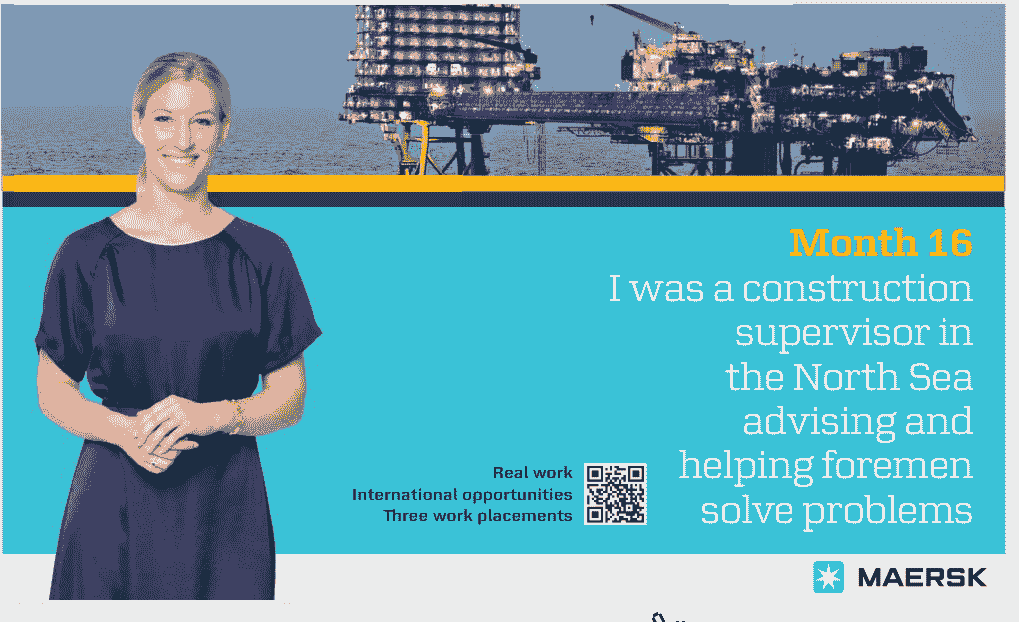 Month 16
I was a construction
supervisor in
the North Sea
advising and
helping foremen
solve problems
Real work
International opportunities
Three work placements
MAERSK